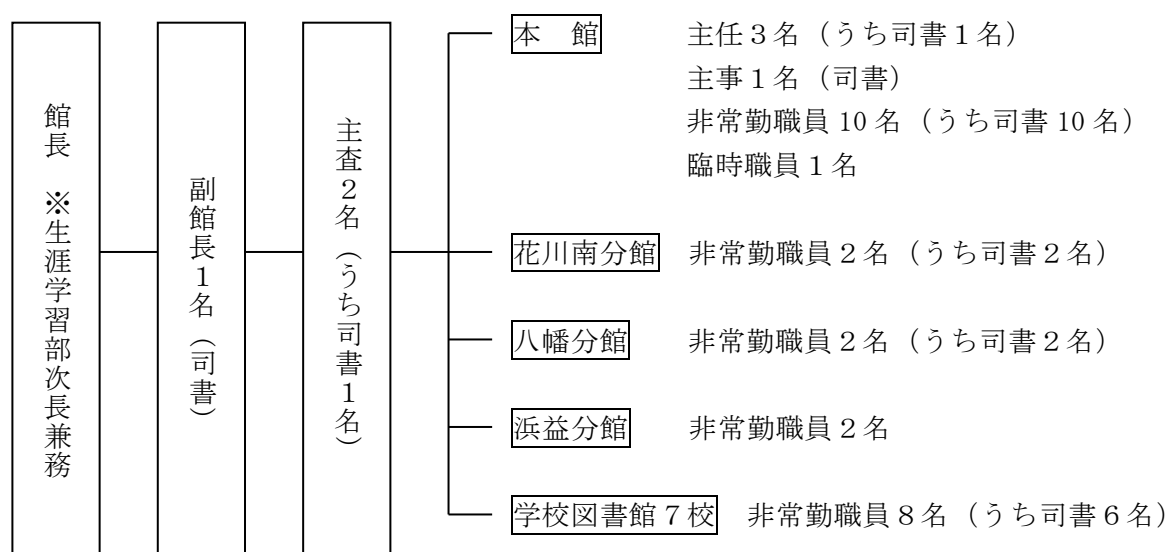 館長　※生涯学習部次長兼務
副館長１名（司書）
主査２名（うち司書１名）
本　館　主任３名（うち司書１名）
主事１名（司書）
非常勤職員 10 名（うち司書 10 名）
臨時職員１名
花川南分館　非常勤職員２名（うち司書２名）
八幡分館　非常勤職員２名（うち司書２名）
浜益分館　非常勤職員２名
学校図書館７校　非常勤職員８名（うち司書６名）